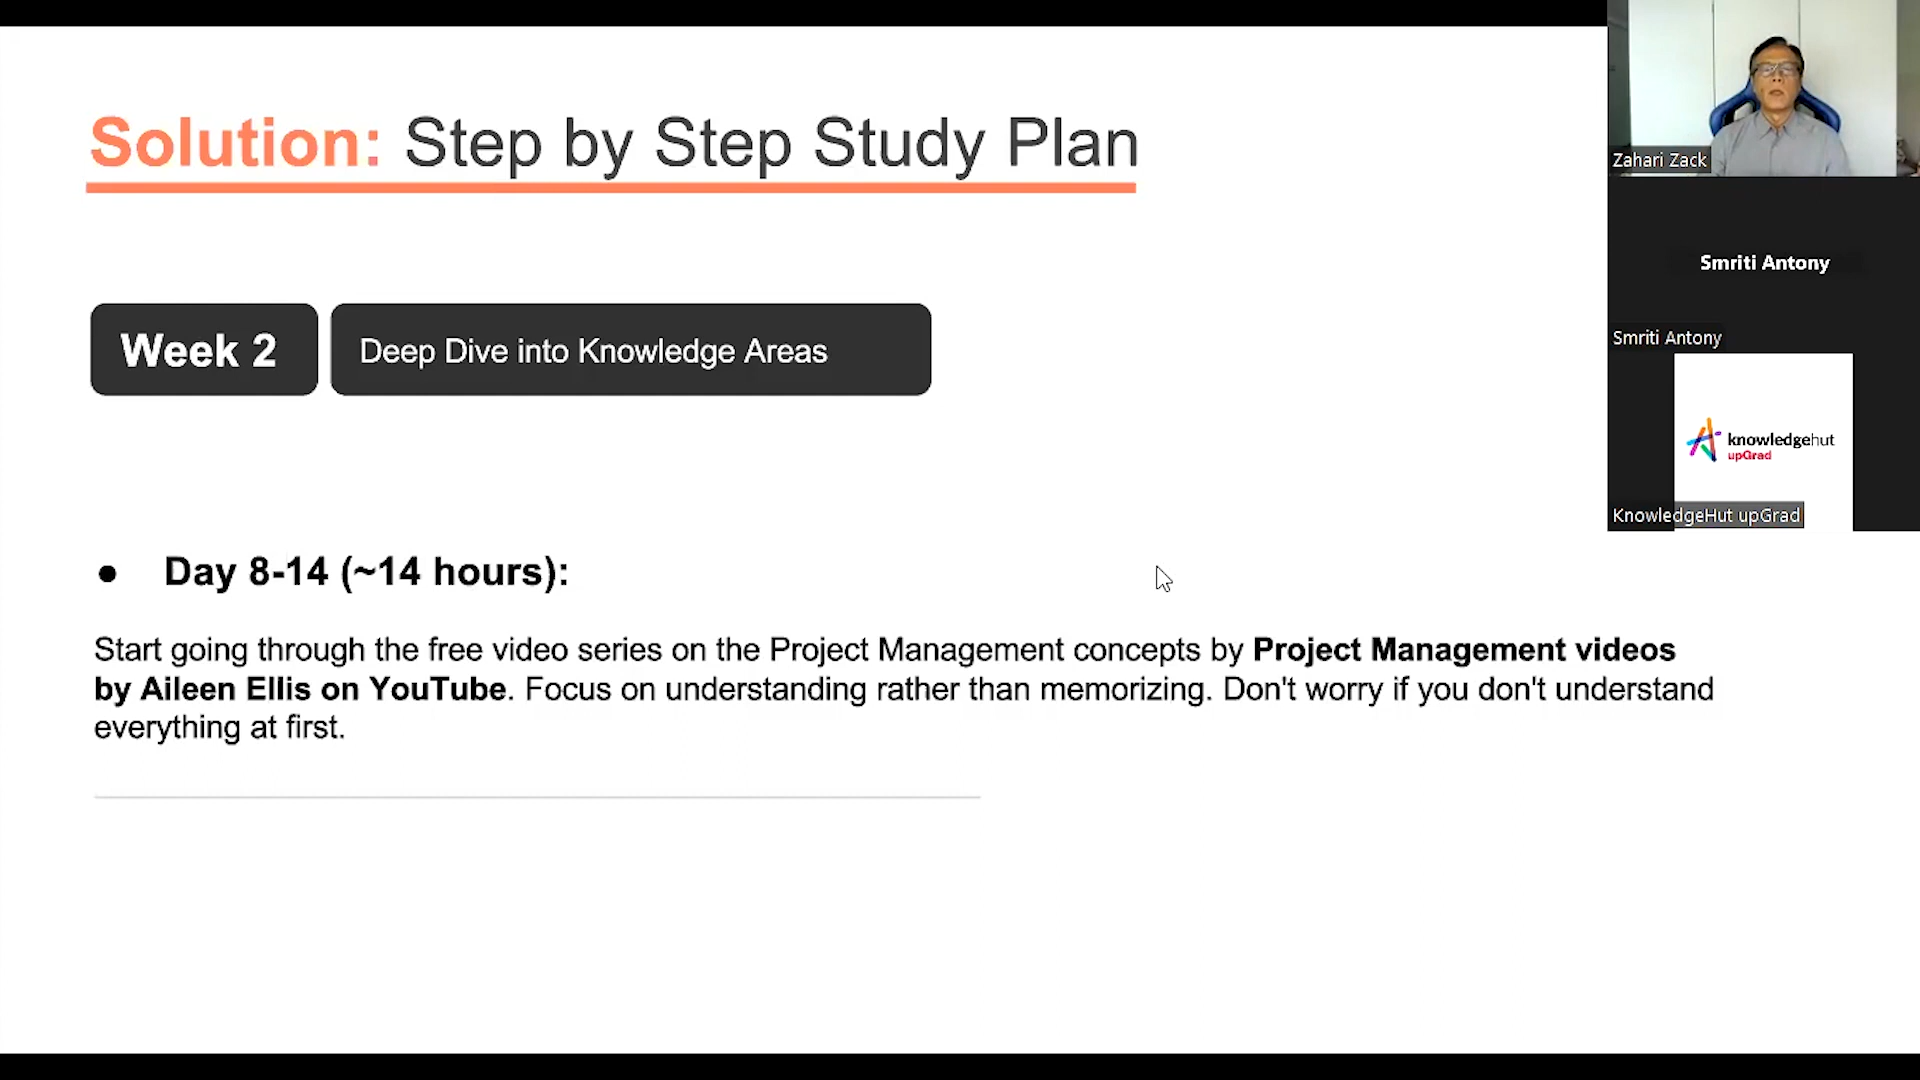 Solution: Step by Step Study Plan
Week 2
Deep Dive into Knowledge Areas
● Day 8-14 (~14 hours):
Start going through the free video series on the Project Management concepts by Project Management videos
by Aileen Ellis on YouTube. Focus on understanding rather than memorizing. Don't worry if you don't understand
everything at first.
Zahari Zack
Smriti Antony
Smriti Antony
knowledgehut
upGrad
KnowledgeHut upGrad